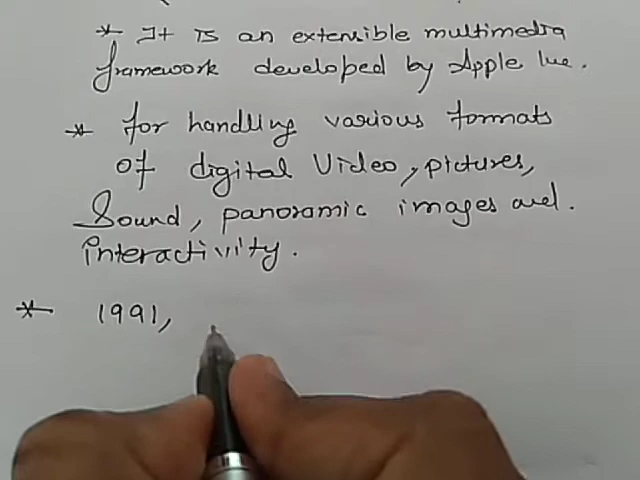 * It is an extensible multimedia
framework developed by Apple Inc.
* for handling various formats
of digital Video, pictures,
Sound, panoramic images and.
interactivity.
* 1991,